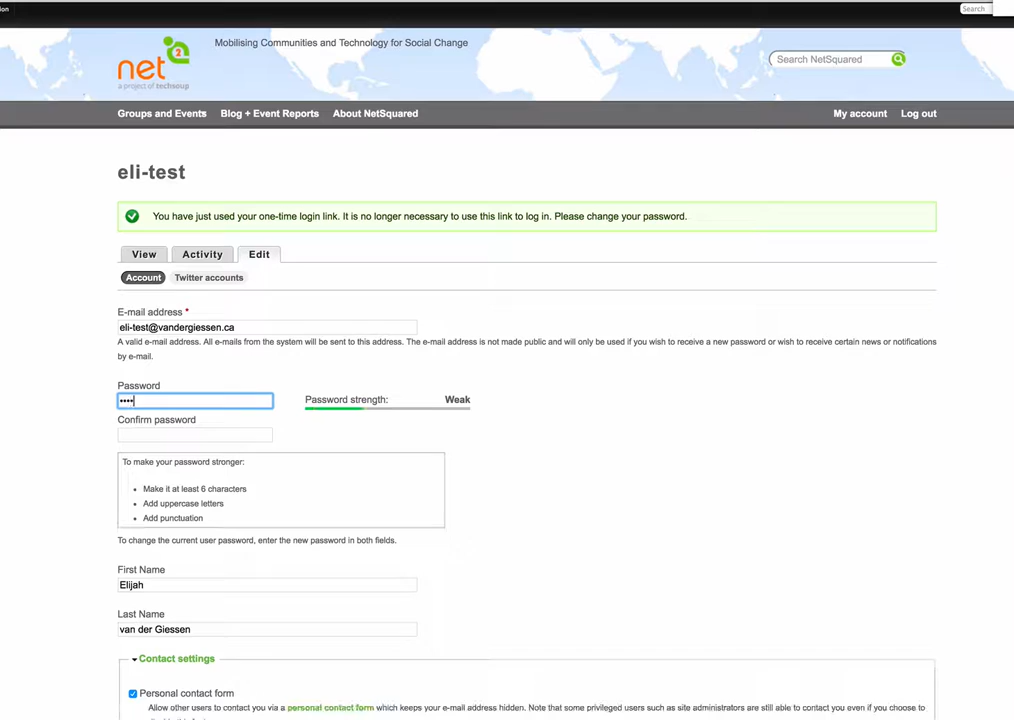 ion
Search
net2
a project of techsoup
Mobilising Communities and Technology for Social Change
Search NetSquared
Groups and Events Blog + Event Reports About NetSquared My account Log out
eli-test
You have just used your one-time login link. It is no longer necessary to use this link to log in. Please change your password.
View Activity Edit
Account Twitter accounts
E-mail address *
eli-test@vandergiessen.ca
A valid e-mail address. All e-mails from the system will be sent to this address. The e-mail address is not made public and will only be used if you wish to receive a new password or wish to receive certain news or notifications
by e-mail.
Password
•••• Password strength: Weak
Confirm password
To make your password stronger:
• Make it at least 6 characters
• Add uppercase letters
• Add punctuation
To change the current user password, enter the new password in both fields.
First Name
Elijah
Last Name
van der Giessen
Contact settings
Personal contact form
Allow other users to contact you via a personal contact form which keeps your e-mail address hidden. Note that some privileged users such as site administrators are still able to contact you even if you choose to